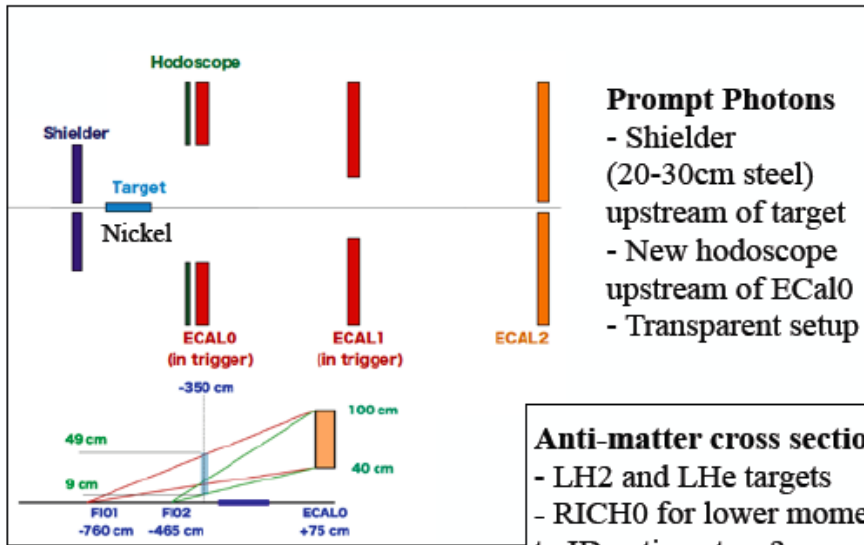 Hodoscope
Shielder
Target
Nickel
ECAL0
(in trigger)
ECAL1
(in trigger)
ECAL2
Prompt Photons
- Shielder
(20-30cm steel)
upstream of target
- New hodoscope
upstream of ECal0
- Transparent setup
-350 cm
100 cm
49 cm
40 cm
9 cm
FI01
-760 cm
FI02
-465 cm
ECAL0
+75 cm
Anti-matter cross sectio
- LH2 and LHe targets
- RICH0 for lower mome